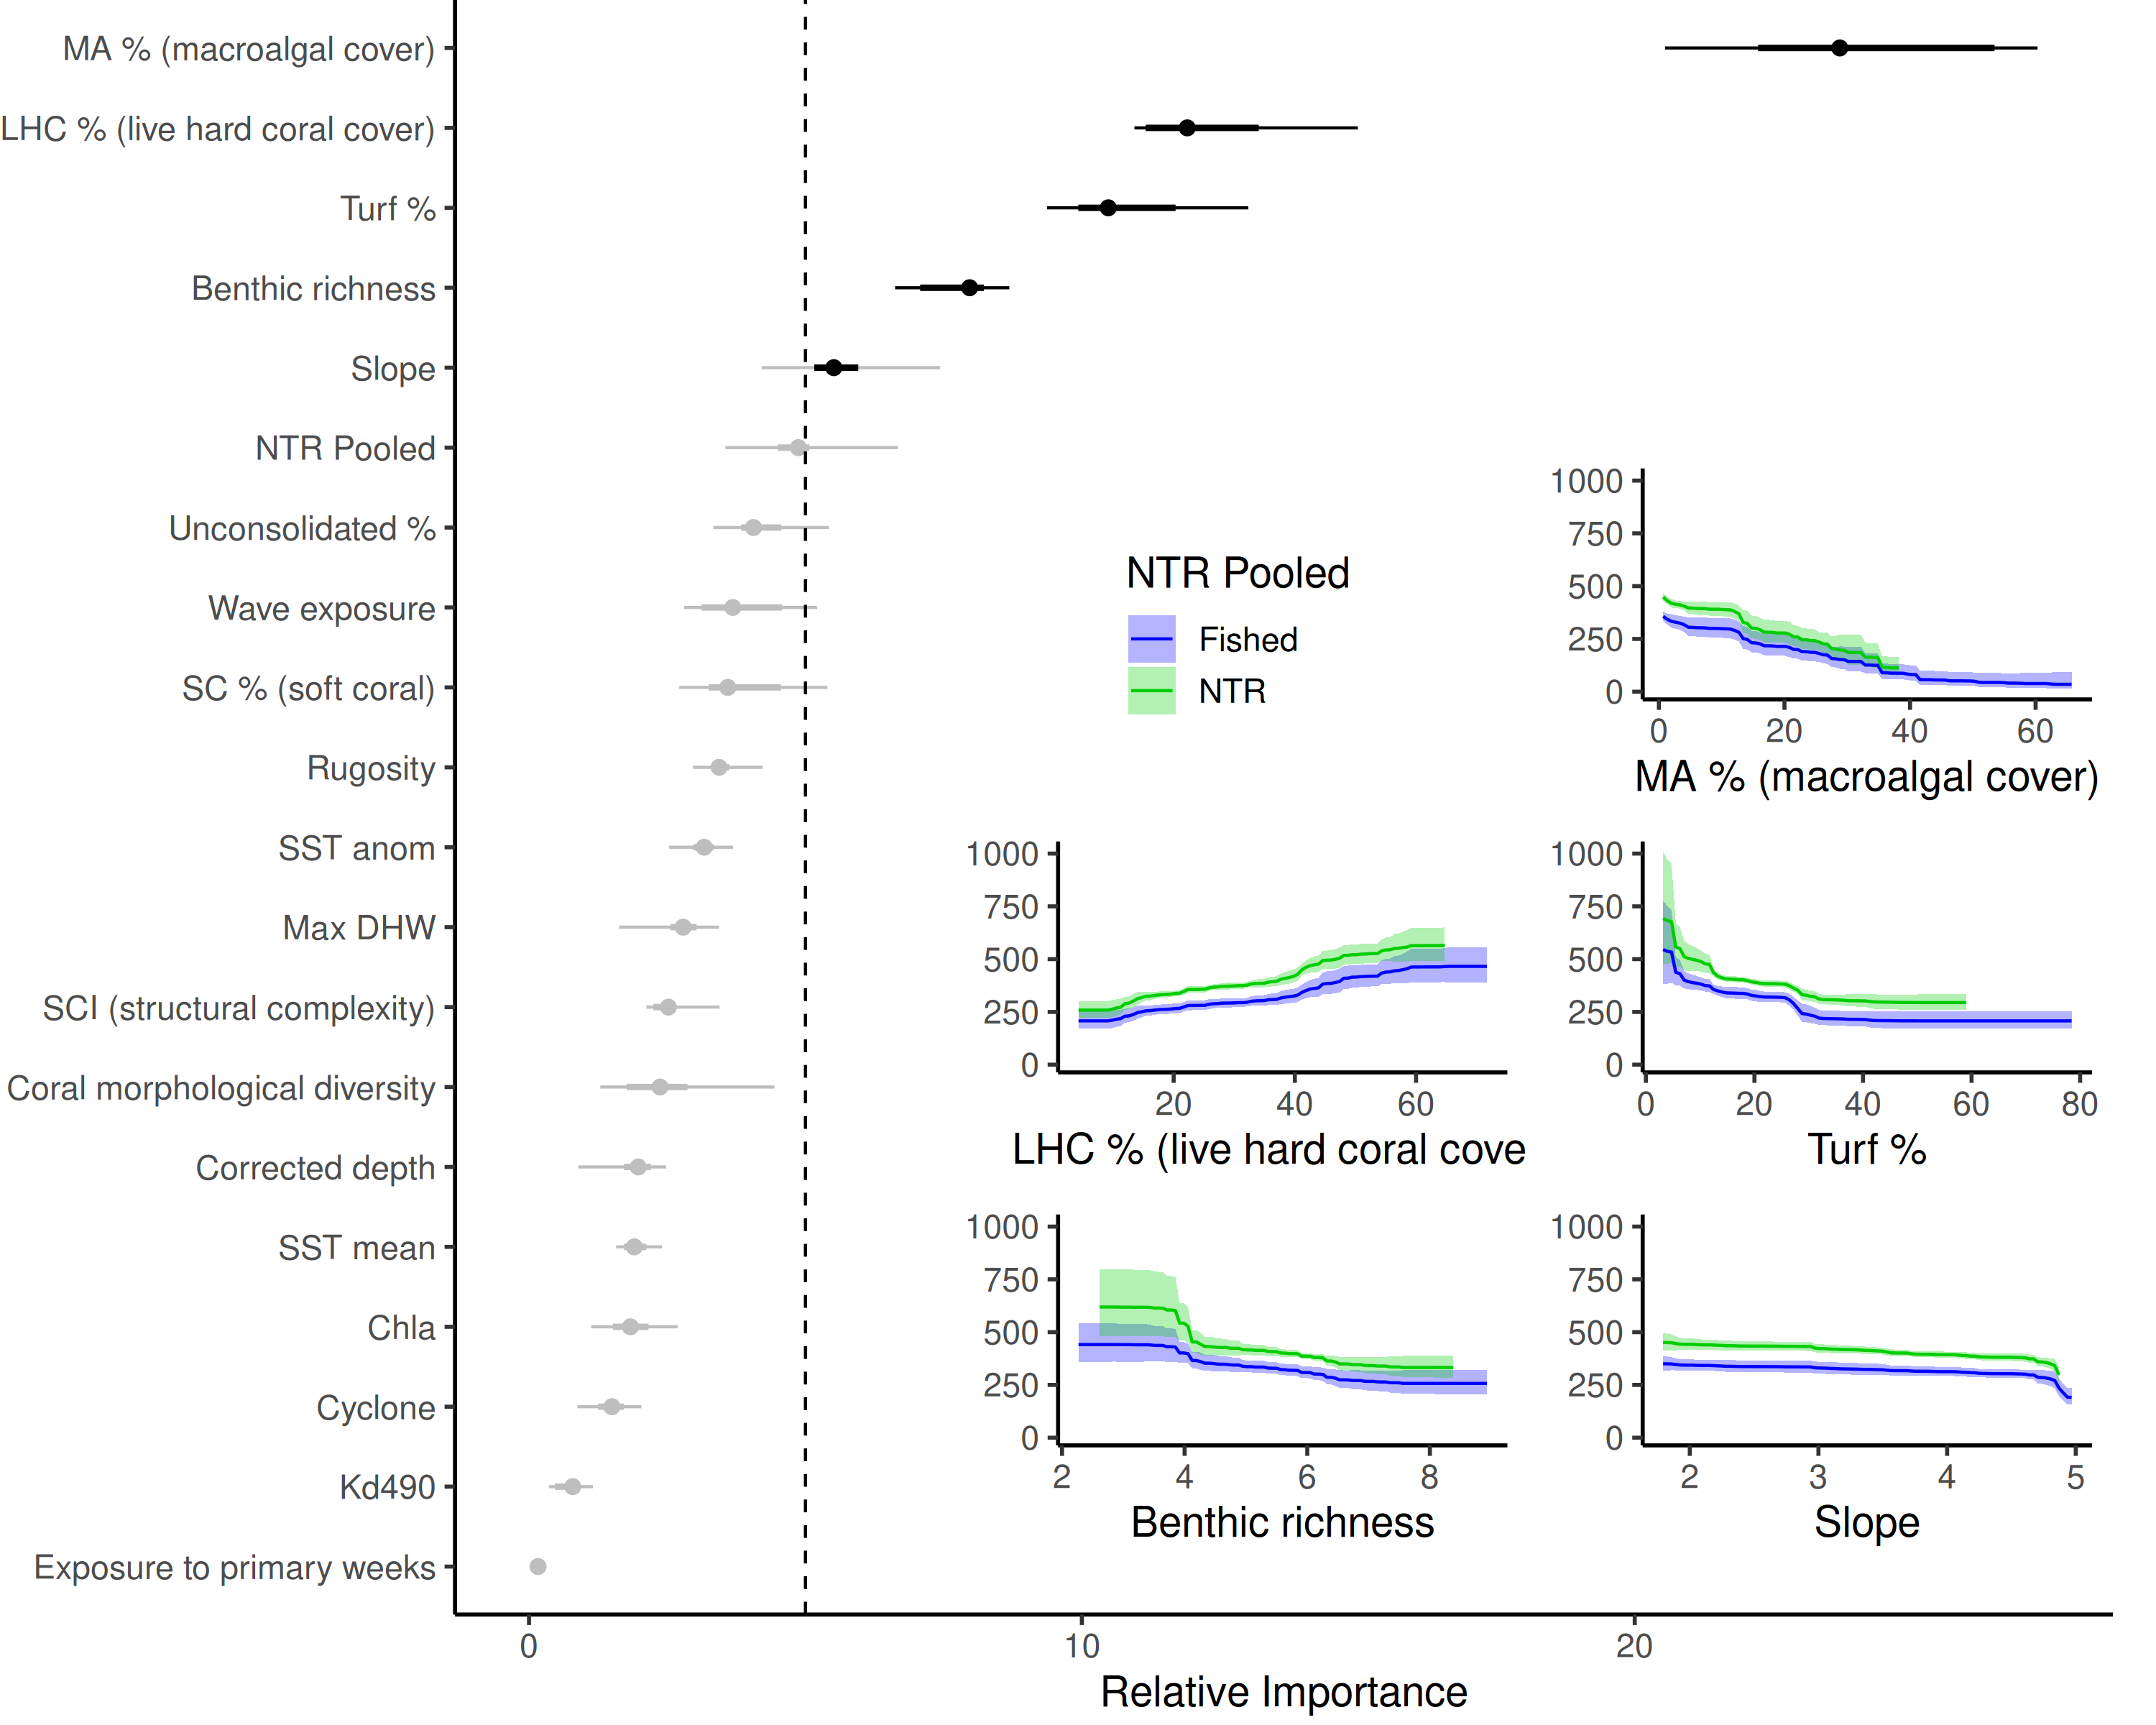 MA % (macroalgal cover)
LHC % (live hard coral cover)
Turf %
Benthic richness
Slope
NTR Pooled
Unconsolidated %
Wave exposure
SC % (soft coral)
Rugosity
SST anom
Max DHW
SCI (structural complexity)
Coral morphological diversity
Corrected depth
SST mean
Chla
Cyclone
Kd490
Exposure to primary weeks
0 10 20
Relative Importance
NTR Pooled
Fished
NTR
1000
750
500
250
0
0 20 40 60
MA % (macroalgal cover)
1000
750
500
250
0
20 40 60
LHC % (live hard coral cove
1000
750
500
250
0
0 20 40 60 80
Turf %
1000
750
500
250
0
2 4 6 8
Benthic richness
1000
750
500
250
0
2 3 4 5
Slope